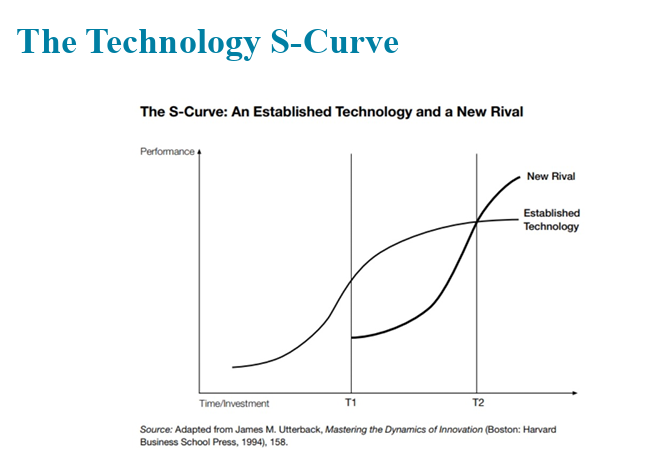 The Technology S-Curve
The S-Curve: An Established Technology and a New Rival
Performance
New Rival
Established
Technology
Time/Investment
T1
T2
Source: Adapted from James M. Utterback, Mastering the Dynamics of Innovation (Boston: Harvard
Business School Press, 1994), 158.